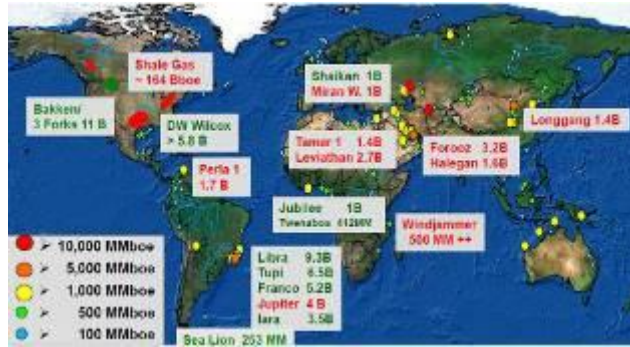 Shale Gas
~ 164 Bboe
Bakken/
3 Forks 11 B
DW Wilcox
> 5.8 B
Shaikan 1B
Miran W. 1B
Longgang 1.4B
Tamar 1 1.4B
Leviathan 2.7B
Forooz 3.2B
Halegan 1.6B
Perla 1
1.7 B
Jubilee 1B
Tweneboa 412MM
Windjammer
500 MM ++
Libra 9.3B
Tupi 6.5B
Franco 5.2B
Jupiter 4 B
Iara 3.5B
Sea Lion 253 MM
➢ 10,000 MMboe
➢ 5,000 MMboe
➢ 1,000 MMboe
➢ 500 MMboe
➢ 100 MMboe